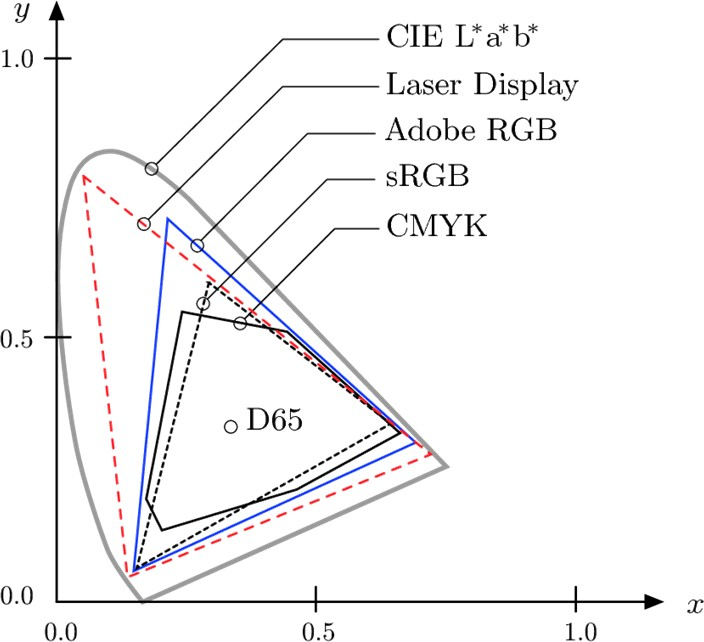 y
1.0
CIE L*a*b*
Laser Display
Adobe RGB
sRGB
CMYK
0.5
D65
0.0
0.0
0.5
1.0
x